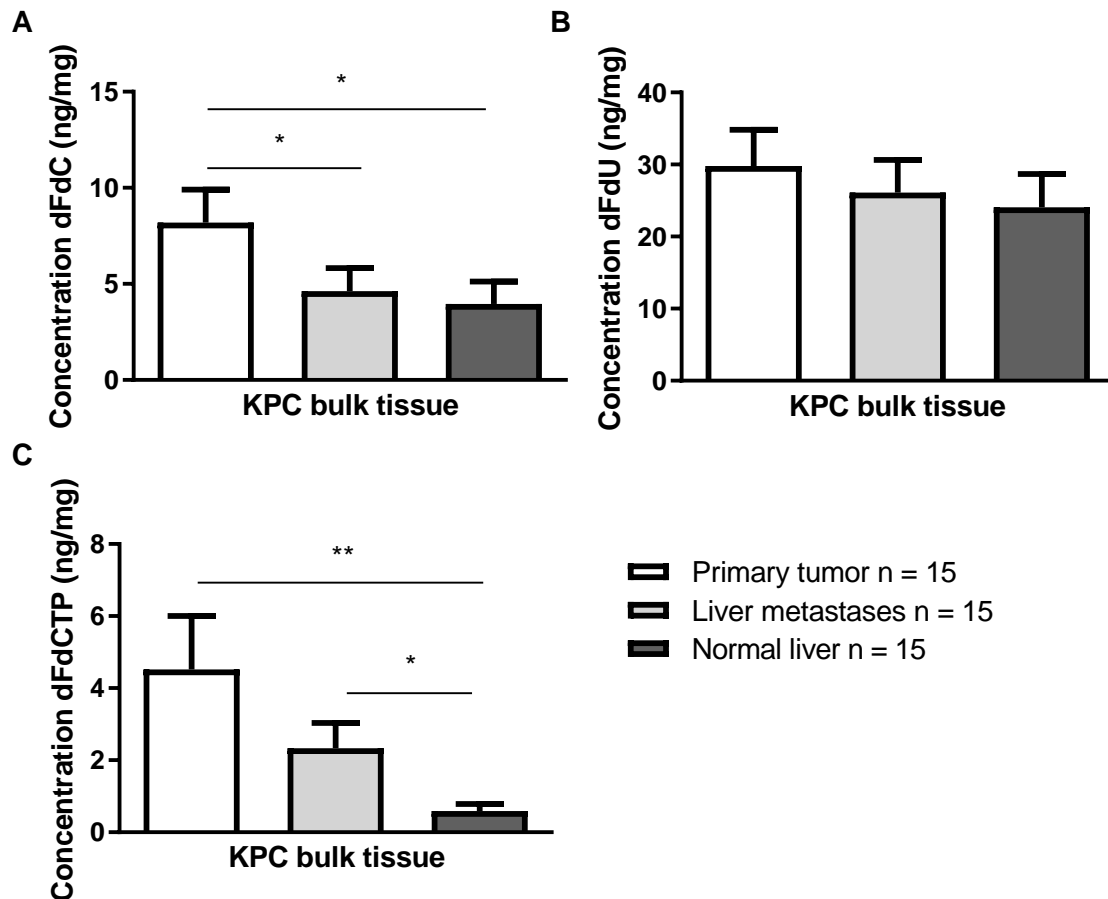 A
Concentration dFdC (ng/mg)
15
10
5
0
*
*
KPC bulk tissue
B
Concentration dFdU (ng/mg)
40
30
20
10
0
KPC bulk tissue
C
Concentration dFdCTP (ng/mg)
8
6
4
2
0
**
*
KPC bulk tissue
Primary tumor n = 15
Liver metastases n = 15
Normal liver n = 15